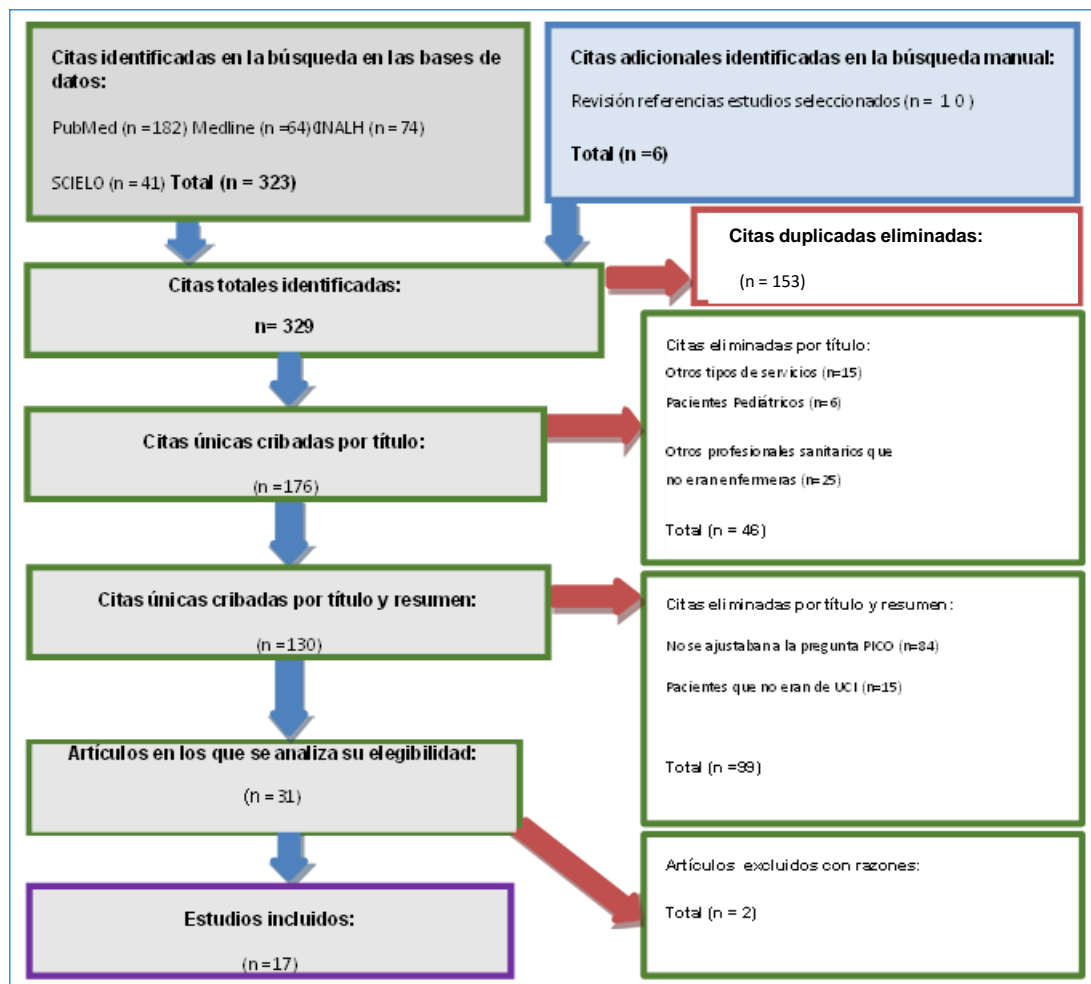 Citas identificadas en la búsqueda en las bases de
datos:
PubMed (n =182) Medline (n =64)CINALH (n = 74)
SCIELO (n = 41) Total (n = 323)
Citas adicionales identificadas en la búsqueda manual:
Revisión referencias estudios seleccionados (n = 1 0 )
Total (n =6)
Citas duplicadas eliminadas:
(n = 153)
Citas totales identificadas:
n= 329
Citas eliminadas por título:
Otros tipos de servicios (n=15)
Pacientes Pediátricos (n=6)
Otros profesionales sanitarios que
no eran enfermeras (n=25)
Total (n = 46)
Citas únicas cribadas por título:
(n =176)
Citas únicas cribadas por título y resumen:
(n =130)
Citas eliminadas por título y resumen:
No se ajustaban a la pregunta PICO (n=84)
Pacientes que no eran de UCI (n=15)
Total (n =99)
Artículos en los que se analiza su elegibilidad:
(n = 31)
Artículos excluidos con razones:
Total (n = 2)
Estudios incluidos:
(n =17)